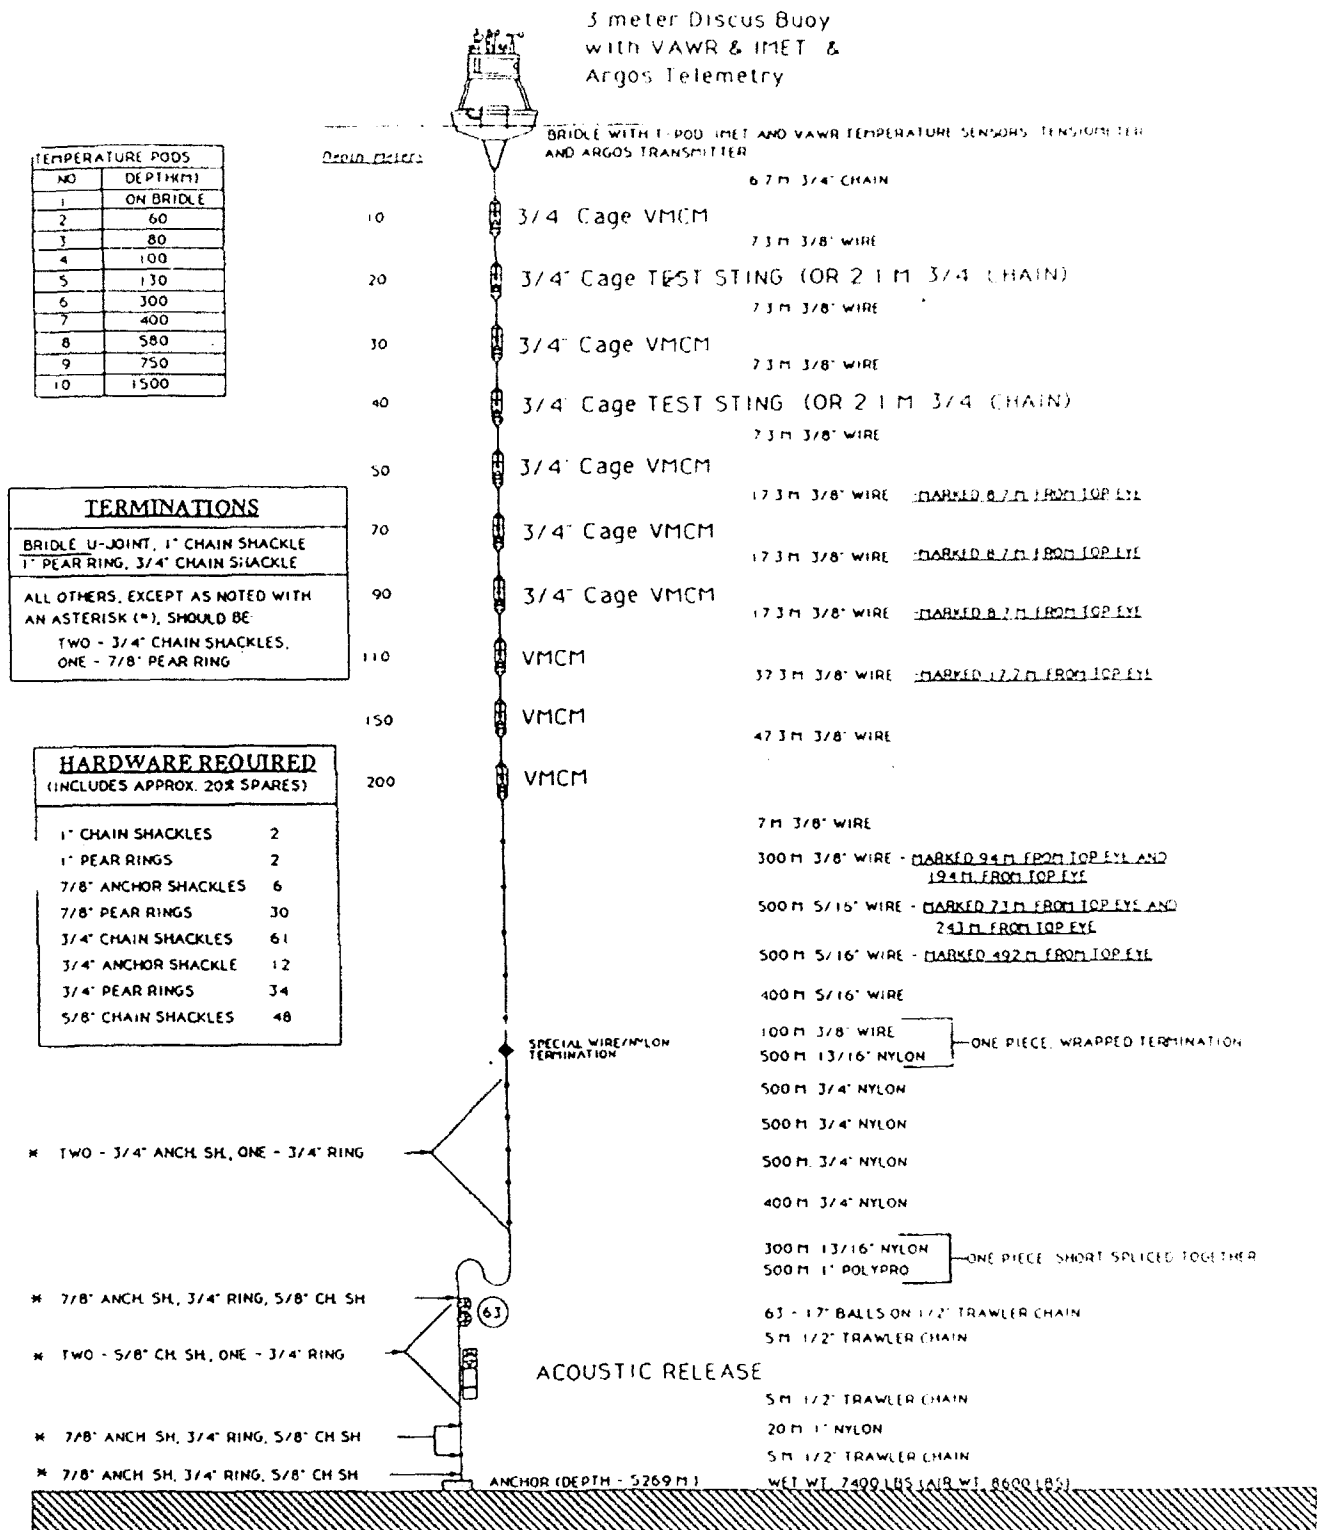 3 meter Discus Buoy
with VAWR & IMET &
Argos Telemetry
BRIDLE WITH T-POD IMET AND VAWR TEMPERATURE SENSORS, TENSIOMETER
AND ARGOS TRANSMITTER
Depth Meters
TEMPERATURE PODS
NO DEPTH(M)
1 ON BRIDLE
2 60
3 80
4 100
5 130
6 300
7 400
8 580
9 750
10 1500
6.7 M 3/4" CHAIN
10 3/4 Cage VMCM
7.3 M 3/8" WIRE
20 3/4" Cage TEST STING (OR 2.1 M 3/4 CHAIN)
7.3 M 3/8" WIRE
30 3/4" Cage VMCM
7.3 M 3/8" WIRE
40 3/4" Cage TEST STING (OR 2.1 M 3/4 CHAIN)
7.3 M 3/8" WIRE
50 3/4" Cage VMCM
17.3 M 3/8" WIRE -MARKED 8.7 M FROM TOP EYE
70 3/4" Cage VMCM
17.3 M 3/8" WIRE -MARKED 8.7 M FROM TOP EYE
90 3/4" Cage VMCM
17.3 M 3/8" WIRE -MARKED 8.7 M FROM TOP EYE
110 VMCM
37.3 M 3/8" WIRE -MARKED 17.7 M FROM TOP EYE
150 VMCM
47.3 M 3/8" WIRE
200 VMCM
TERMINATIONS
BRIDLE U-JOINT, 1" CHAIN SHACKLE
1" PEAR RING, 3/4" CHAIN SHACKLE
ALL OTHERS, EXCEPT AS NOTED WITH
AN ASTERISK (*), SHOULD BE
TWO - 3/4" CHAIN SHACKLES,
ONE - 7/8" PEAR RING
HARDWARE REQUIRED
(INCLUDES APPROX. 20% SPARES)
1" CHAIN SHACKLES 2
1" PEAR RINGS 2
7/8" ANCHOR SHACKLES 6
7/8" PEAR RINGS 30
3/4" CHAIN SHACKLES 61
3/4" ANCHOR SHACKLE 12
3/4" PEAR RINGS 34
5/8" CHAIN SHACKLES 48
7 M 3/8" WIRE
300 M 3/8" WIRE - MARKED 94 M FROM TOP EYE AND
194 M FROM TOP EYE
500 M 5/16" WIRE - MARKED 73 M FROM TOP EYE AND
243 M FROM TOP EYE
500 M 5/16" WIRE - MARKED 492 M FROM TOP EYE
400 M 5/16" WIRE
SPECIAL WIRE/NYLON
TERMINATION
100 M 3/8" WIRE
500 M 13/16" NYLON
ONE PIECE, WRAPPED TERMINATION
500 M 3/4" NYLON
500 M 3/4" NYLON
500 M 3/4" NYLON
400 M 3/4" NYLON
* TWO - 3/4" ANCH. SH., ONE - 3/4" RING
300 M 13/16" NYLON
500 M 1" POLYPRO
ONE PIECE, SHORT SPLICED TOGETHER
* 7/8" ANCH. SH, 3/4" RING, 5/8" CH. SH
63
63 - 17" BALLS ON 1/2" TRAWLER CHAIN
5 M 1/2" TRAWLER CHAIN
* TWO - 5/8" CH. SH., ONE - 3/4" RING
ACOUSTIC RELEASE
5 M 1/2" TRAWLER CHAIN
* 7/8" ANCH. SH, 3/4" RING, 5/8" CH SH
20 M 1" NYLON
5 M 1/2" TRAWLER CHAIN
* 7/8" ANCH. SH, 3/4" RING, 5/8" CH SH
ANCHOR (DEPTH - 5269 M)
WET WT. 7400 LBS (AIR WT. 8600 LBS)